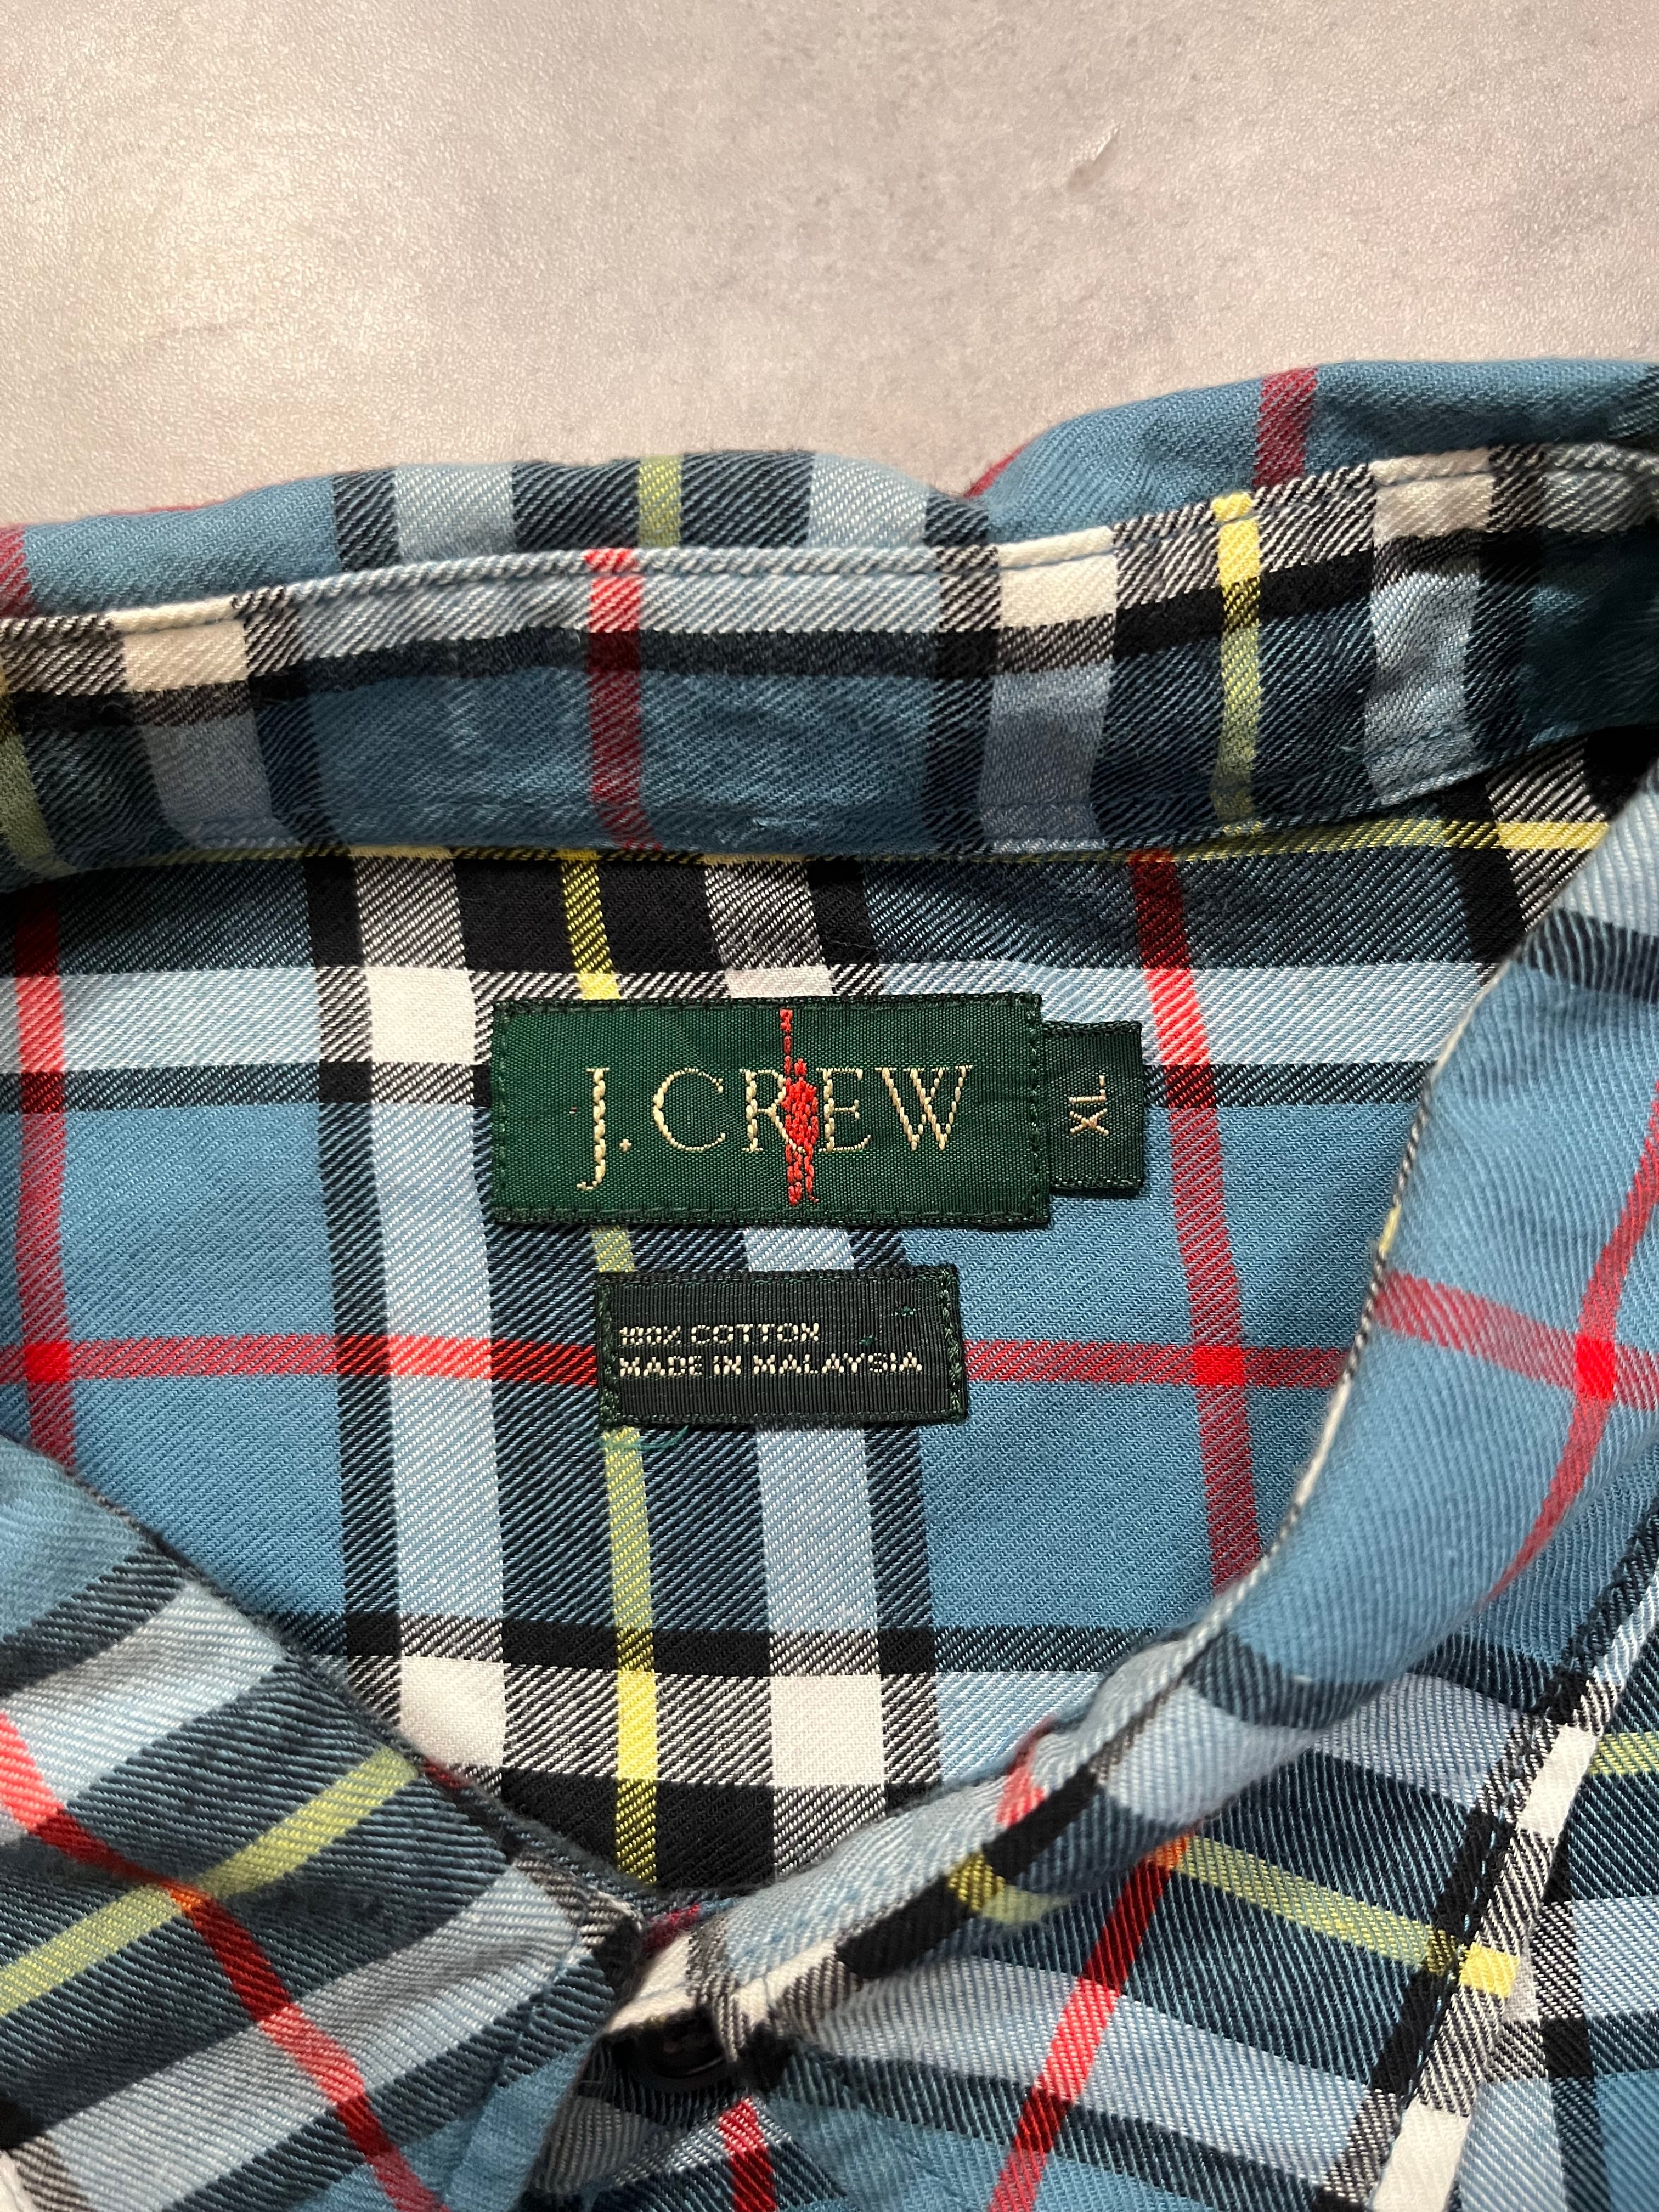 J.CREW
XL
100% COTTON
MADE IN MALAYSIA